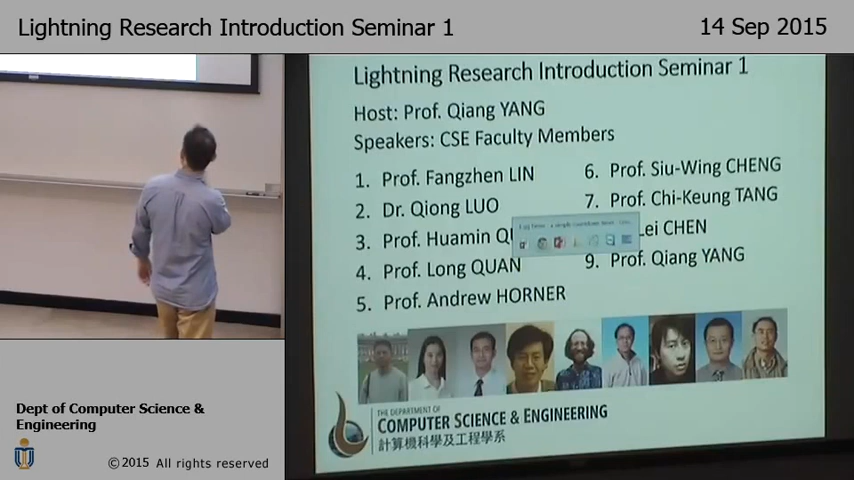 Lightning Research Introduction Seminar 1
14 Sep 2015
Lightning Research Introduction Seminar 1
Host: Prof. Qiang YANG
Speakers: CSE Faculty Members
1. Prof. Fangzhen LIN
2. Dr. Qiong LUO
3. Prof. Huamin
4. Prof. Long QUAN
5. Prof. Andrew HORNER
6. Prof. Siu-Wing CHENG
7. Prof. Chi-Keung TANG
Lei CHEN
9. Prof. Qiang YANG
THE DEPARTMENT OF
COMPUTER SCIENCE & ENGINEERING
計算機科學及工程學系
Dept of Computer Science &
Engineering
©2015 All rights reserved